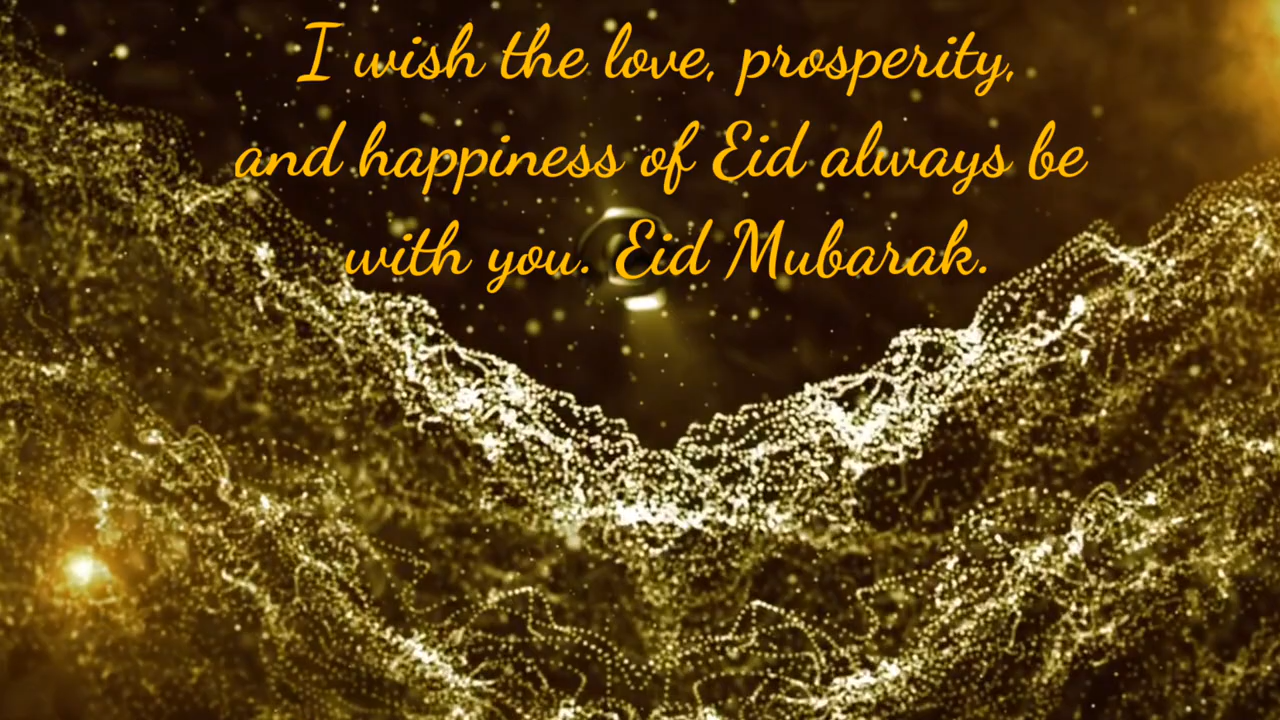 I wish the love, prosperity,
and happiness of Eid always be
with you. Eid Mubarak.